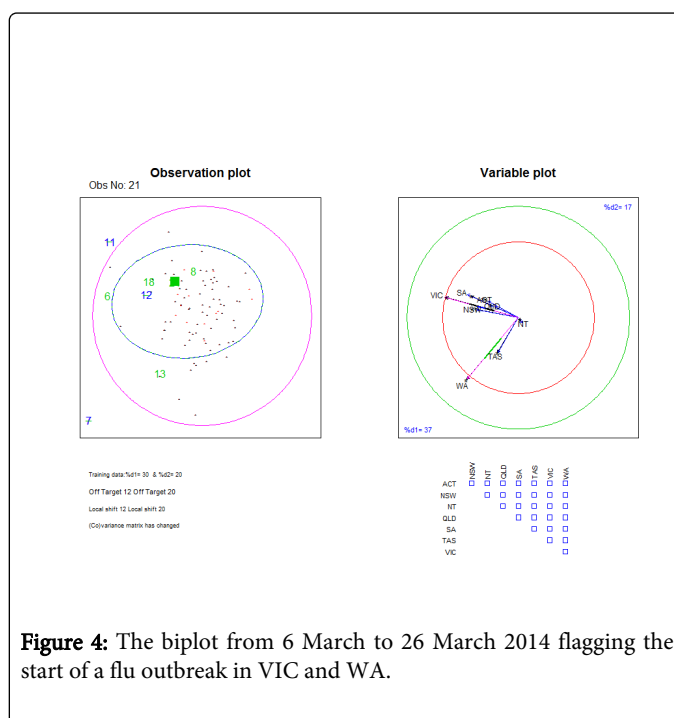 Observation plot
Variable plot
Obs No: 21
%d2= 17
11
8
18
12
6
13
7
SA
VIC
ACT
QLD
NSW
NT
TAS
WA
%d1= 37
Training data:%d1= 30 & %d2= 20
Off Target 12 Off Target 20
Local shift 12 Local shift 20
(Co)variance matrix has changed
NSW NT QLD SA TAS VIC WA
ACT
NSW
NT
QLD
SA
TAS
VIC
Figure 4: The biplot from 6 March to 26 March 2014 flagging the
start of a flu outbreak in VIC and WA.